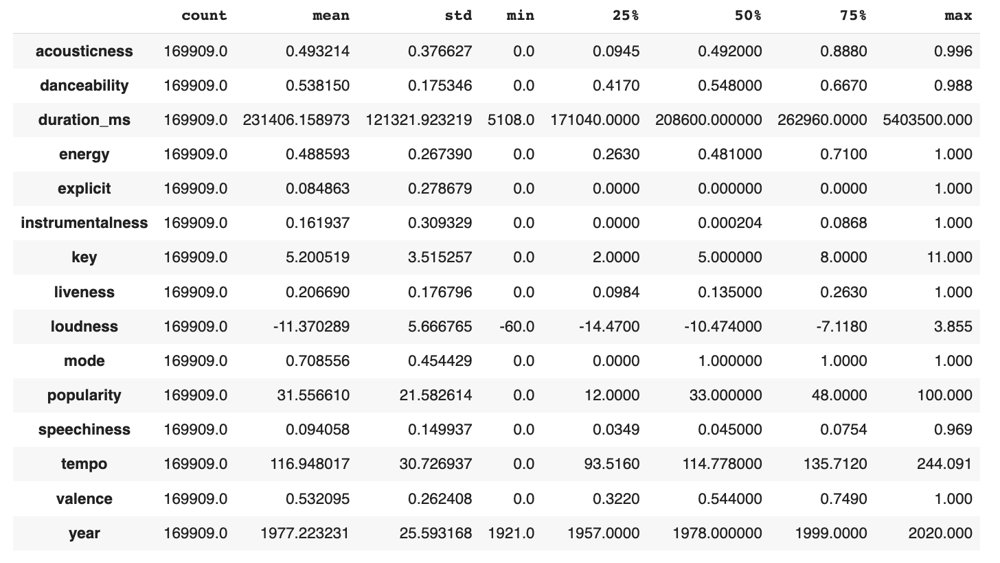 count mean std min 25% 50% 75% max
acousticness 169909.0 0.493214 0.376627 0.0 0.0945 0.492000 0.8880 0.996
danceability 169909.0 0.538150 0.175346 0.0 0.4170 0.548000 0.6670 0.988
duration_ms 169909.0 231406.158973 121321.923219 5108.0 171040.0000 208600.000000 262960.0000 5403500.000
energy 169909.0 0.488593 0.267390 0.0 0.2630 0.481000 0.7100 1.000
explicit 169909.0 0.084863 0.278679 0.0 0.0000 0.000000 0.0000 1.000
instrumentalness 169909.0 0.161937 0.309329 0.0 0.0000 0.000204 0.0868 1.000
key 169909.0 5.200519 3.515257 0.0 2.0000 5.000000 8.0000 11.000
liveness 169909.0 0.206690 0.176796 0.0 0.0984 0.135000 0.2630 1.000
loudness 169909.0 -11.370289 5.666765 -60.0 -14.4700 -10.474000 -7.1180 3.855
mode 169909.0 0.708556 0.454429 0.0 0.0000 1.000000 1.0000 1.000
popularity 169909.0 31.556610 21.582614 0.0 12.0000 33.000000 48.0000 100.000
speechiness 169909.0 0.094058 0.149937 0.0 0.0349 0.045000 0.0754 0.969
tempo 169909.0 116.948017 30.726937 0.0 93.5160 114.778000 135.7120 244.091
valence 169909.0 0.532095 0.262408 0.0 0.3220 0.544000 0.7490 1.000
year 169909.0 1977.223231 25.593168 1921.0 1957.0000 1978.000000 1999.0000 2020.000